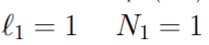 ℓ₁ = 1 N₁ = 1